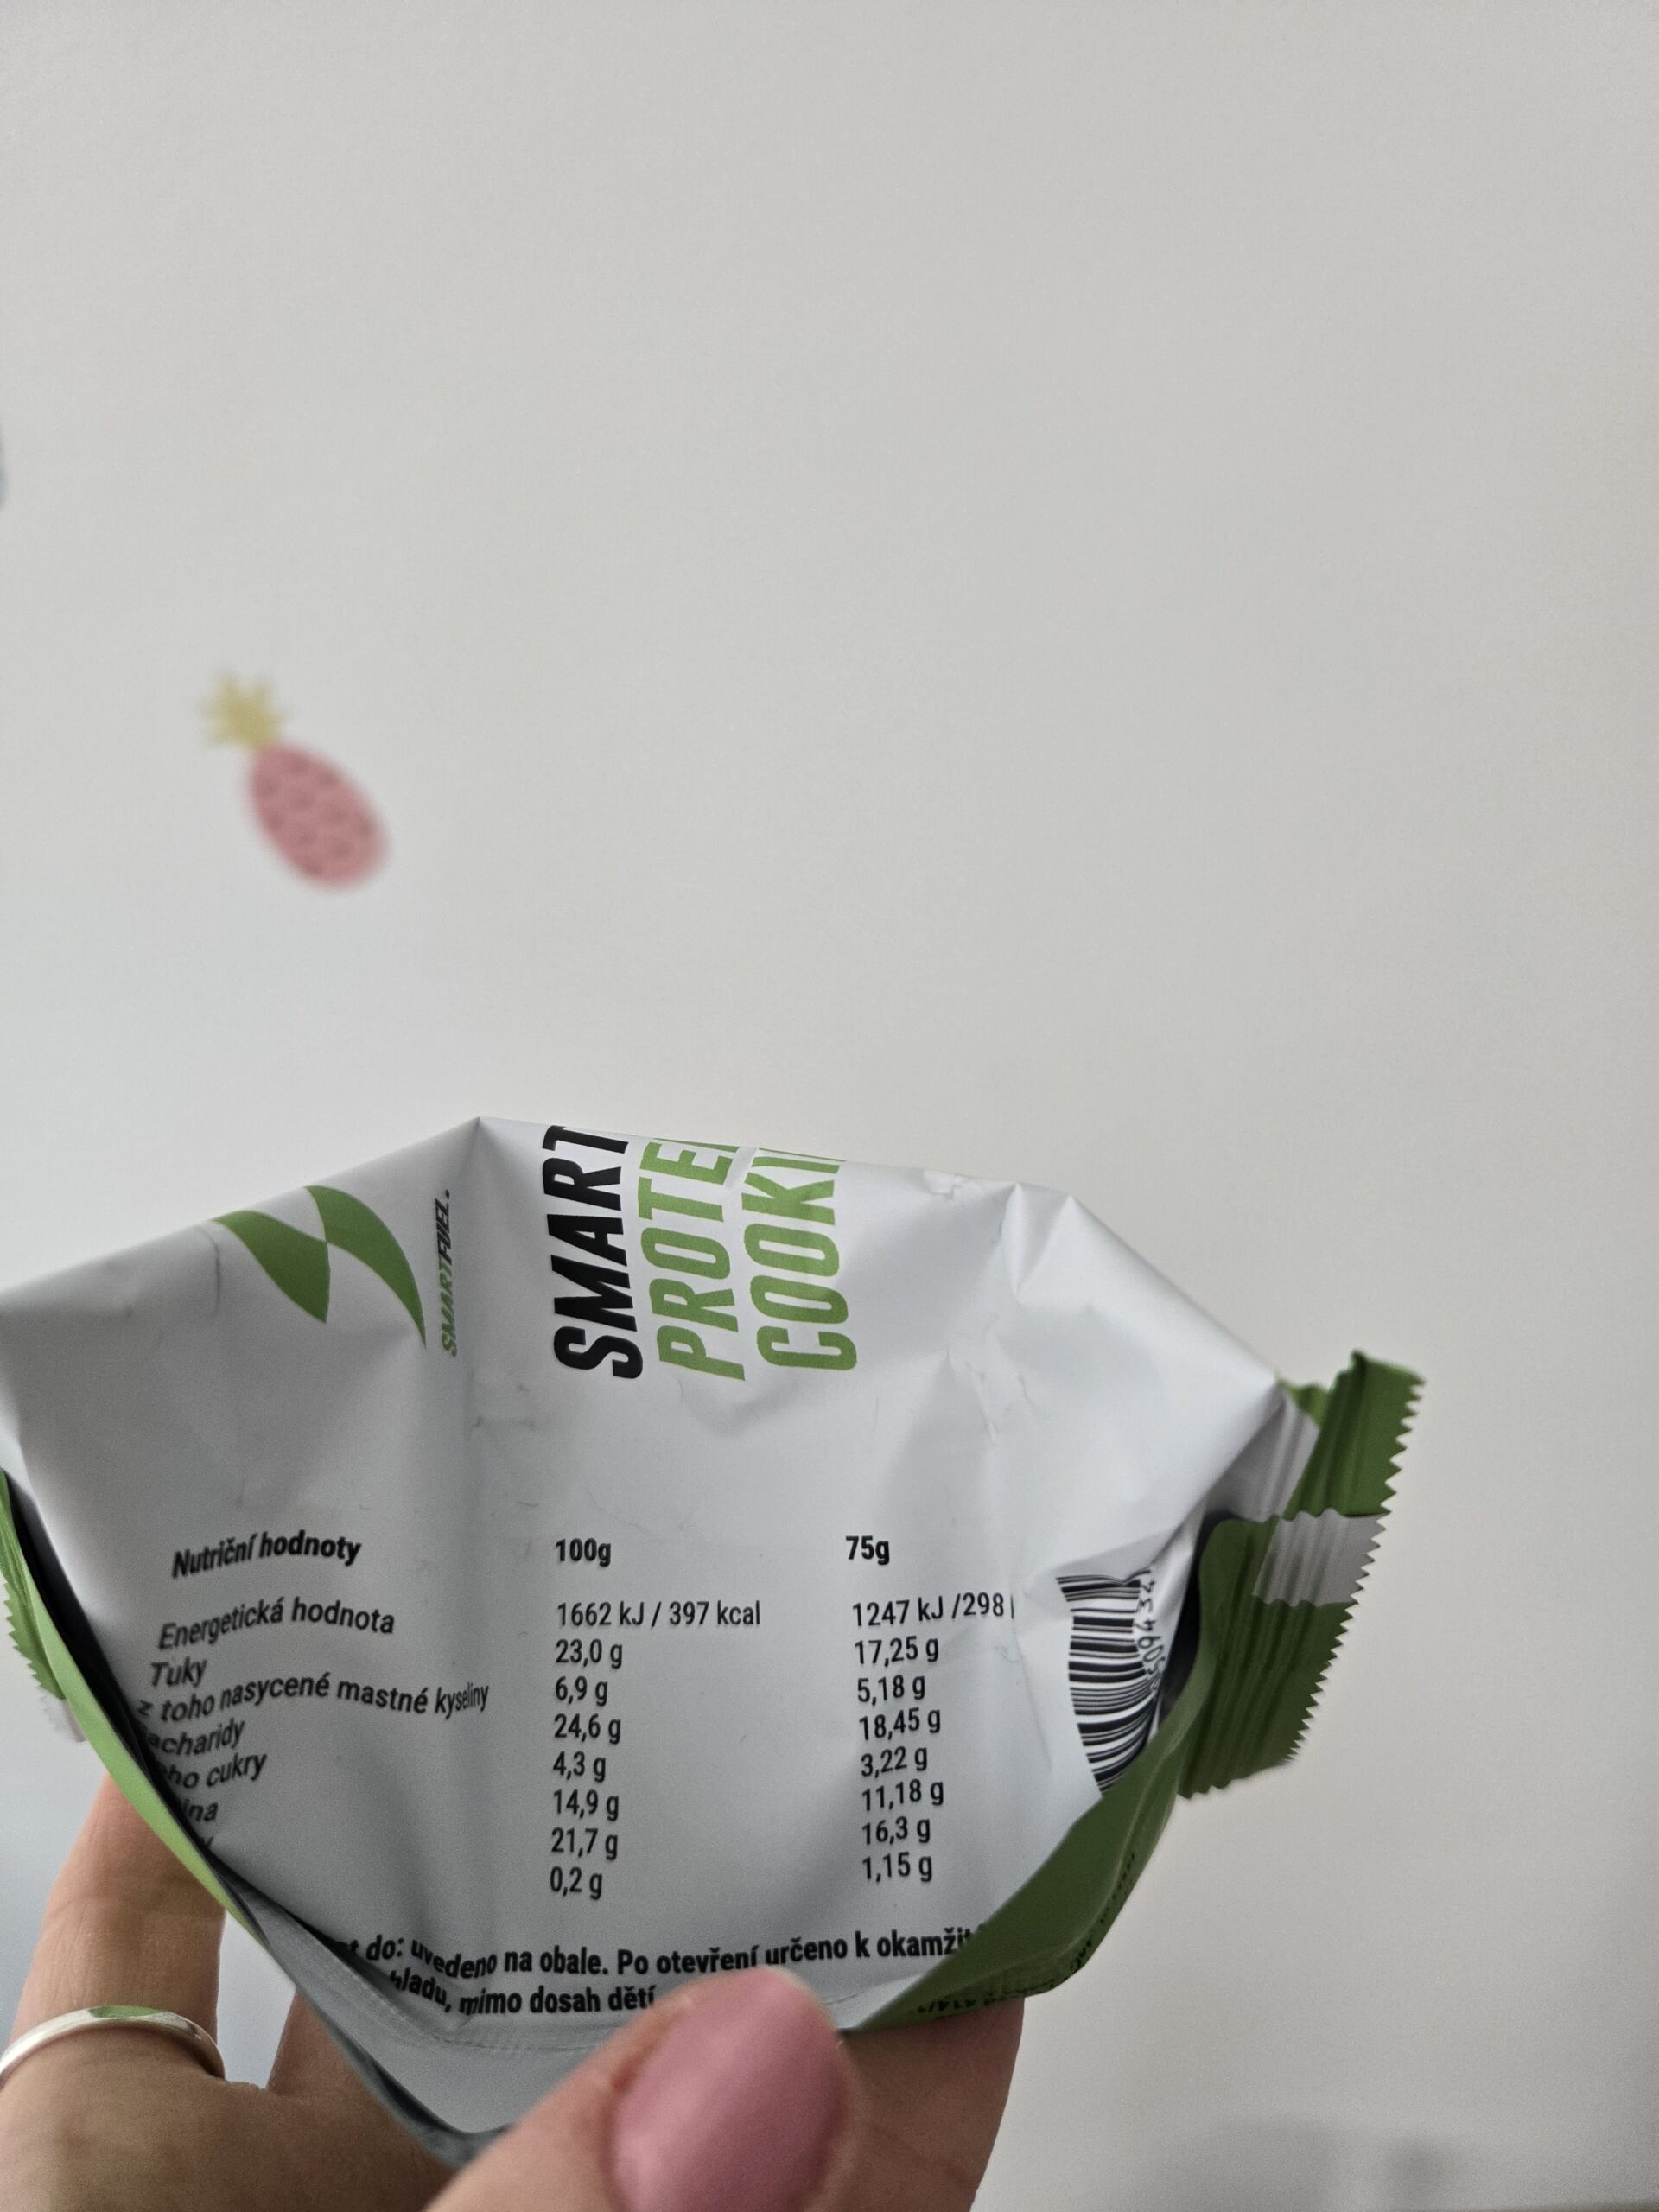 SMARTFUEL.
SMART
PROTEI
COOKI
Nutriční hodnoty 100g 75g
Energetická hodnota 1662 kJ / 397 kcal 1247 kJ /298
Tuky 23,0 g 17,25 g
z toho nasycené mastné kyseliny 6,9 g 5,18 g
acharidy 24,6 g 18,45 g
oho cukry 4,3 g 3,22 g
ina 14,9 g 11,18 g
y 21,7 g 16,3 g
0,2 g 1,15 g
t do: uvedeno na obale. Po otevření určeno k okamžit
hladu, mimo dosah dětí